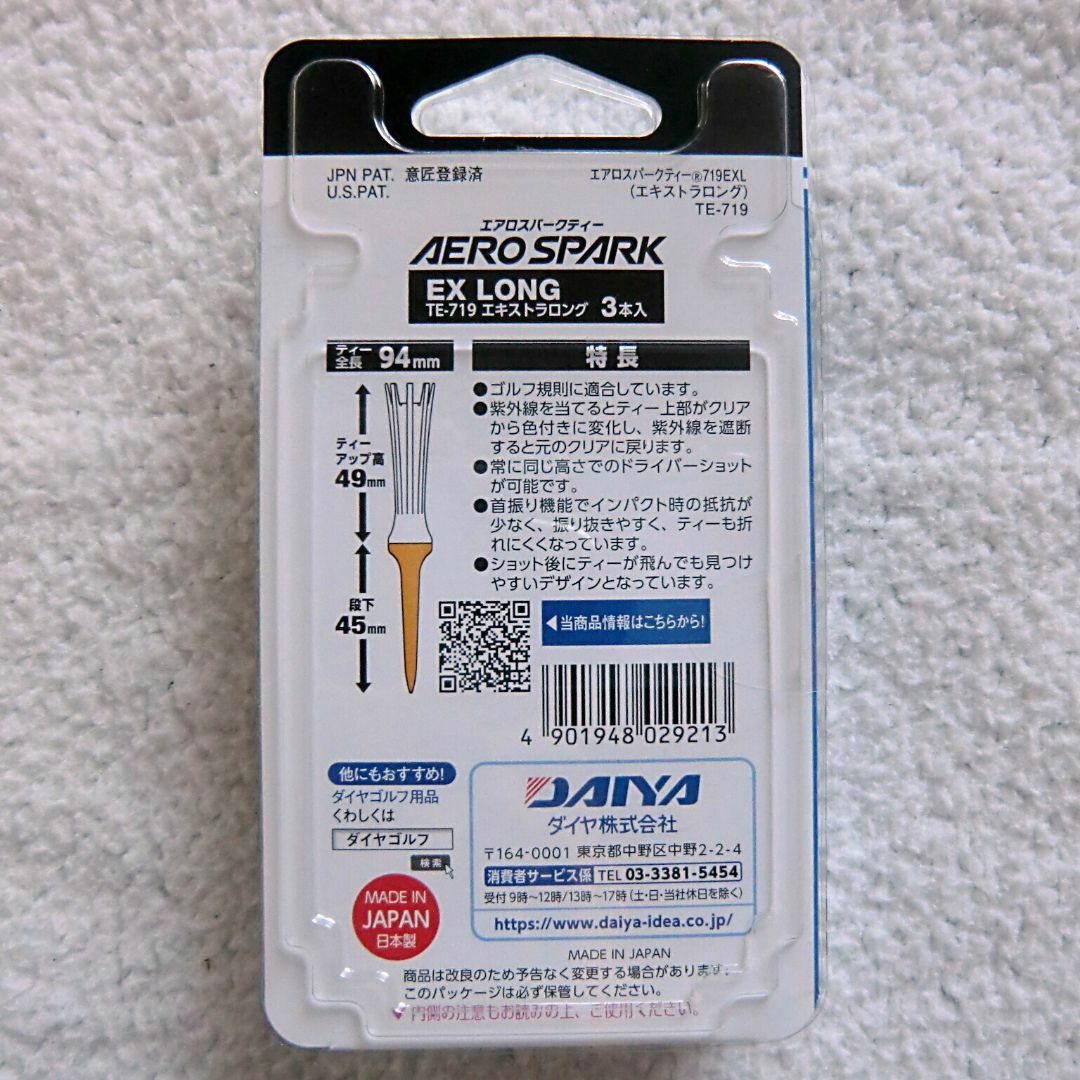 JPN PAT. 意匠登録済
U.S.PAT.
エアロスパークティー®719EXL
(エキストラロング)
TE-719
エアロスパークティー
AERO SPARK
EX LONG
TE-719 エキストラロング 3本入
ティー全長 94mm
ティーアップ高
49mm
段下
45mm
特長
●ゴルフ規則に適合しています。
●紫外線を当てるとティー上部がクリア
から色付きに変化し、紫外線を遮断
すると元のクリアに戻ります。
●常に同じ高さでのドライバーショット
が可能です。
●首振り機能でインパクト時の抵抗が
少なく、振り抜きやすく、ティーも折
れにくくなっています。
●ショット後にティーが飛んでも見つけ
やすいデザインとなっています。
◀当商品情報はこちらから!
4 901948 029213
他にもおすすめ!
ダイヤゴルフ用品
くわしくは
ダイヤゴルフ
検索
MADE IN
JAPAN
日本製
DAIYA
ダイヤ株式会社
〒164-0001 東京都中野区中野2-2-4
消費者サービス係 TEL 03-3381-5454
受付9時～12時/13時～17時(土・日・当社休日を除く)
https://www.daiya-idea.co.jp/
MADE IN JAPAN
商品は改良のため予告なく変更する場合があります。
このパッケージは必ず保管してください。
▼内側の注意もお読みの上、ご使用ください。